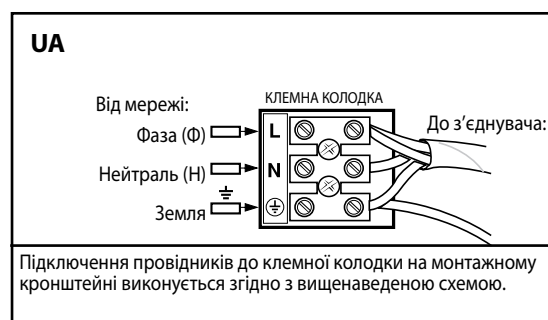 UA
КЛЕМНА КОЛОДКА
Від мережі:
До з’єднувача:
Фаза (Ф)
L
Нейтраль (Н)
N
Земля
Підключення провідників до клемної колодки на монтажному
кронштейні виконується згідно з вищенаведеною схемою.